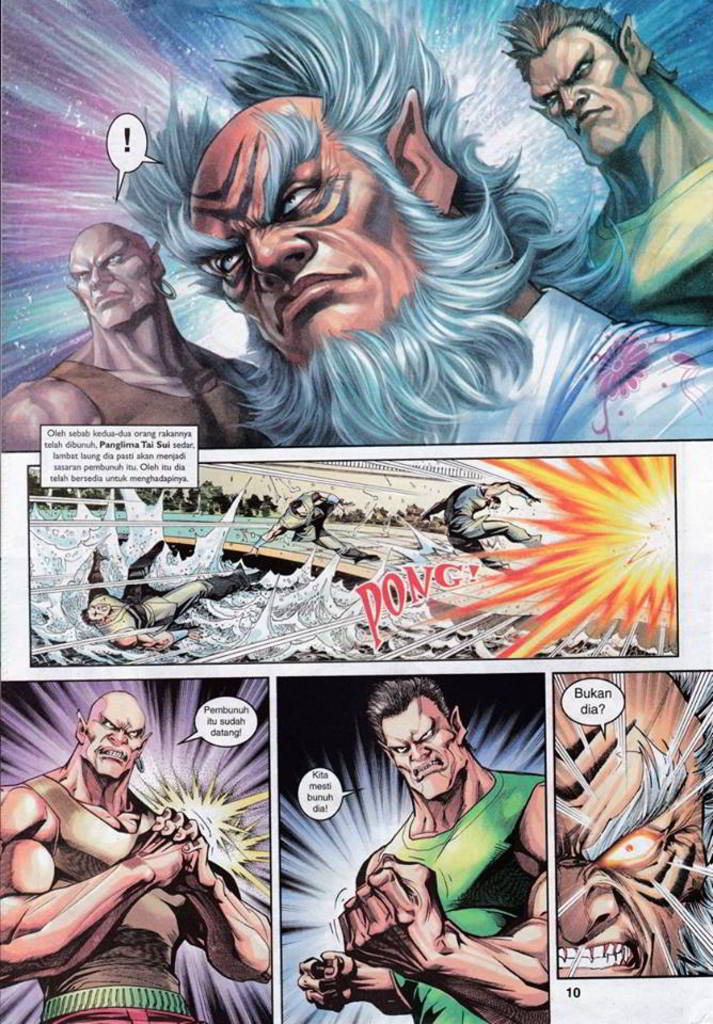 !
Oleh sebab kedua-dua orang rakannya
telah dibunuh, Panglima Tai Sui sedar,
lambat laung dia pasti akan menjadi
sasaran pembunuh itu. Oleh itu dia
telah bersedia untuk menghadapinya.
PONG!
Pembunuh
itu sudah
datang!
Kita
mesti
bunuh
dia!
Bukan
dia?
10